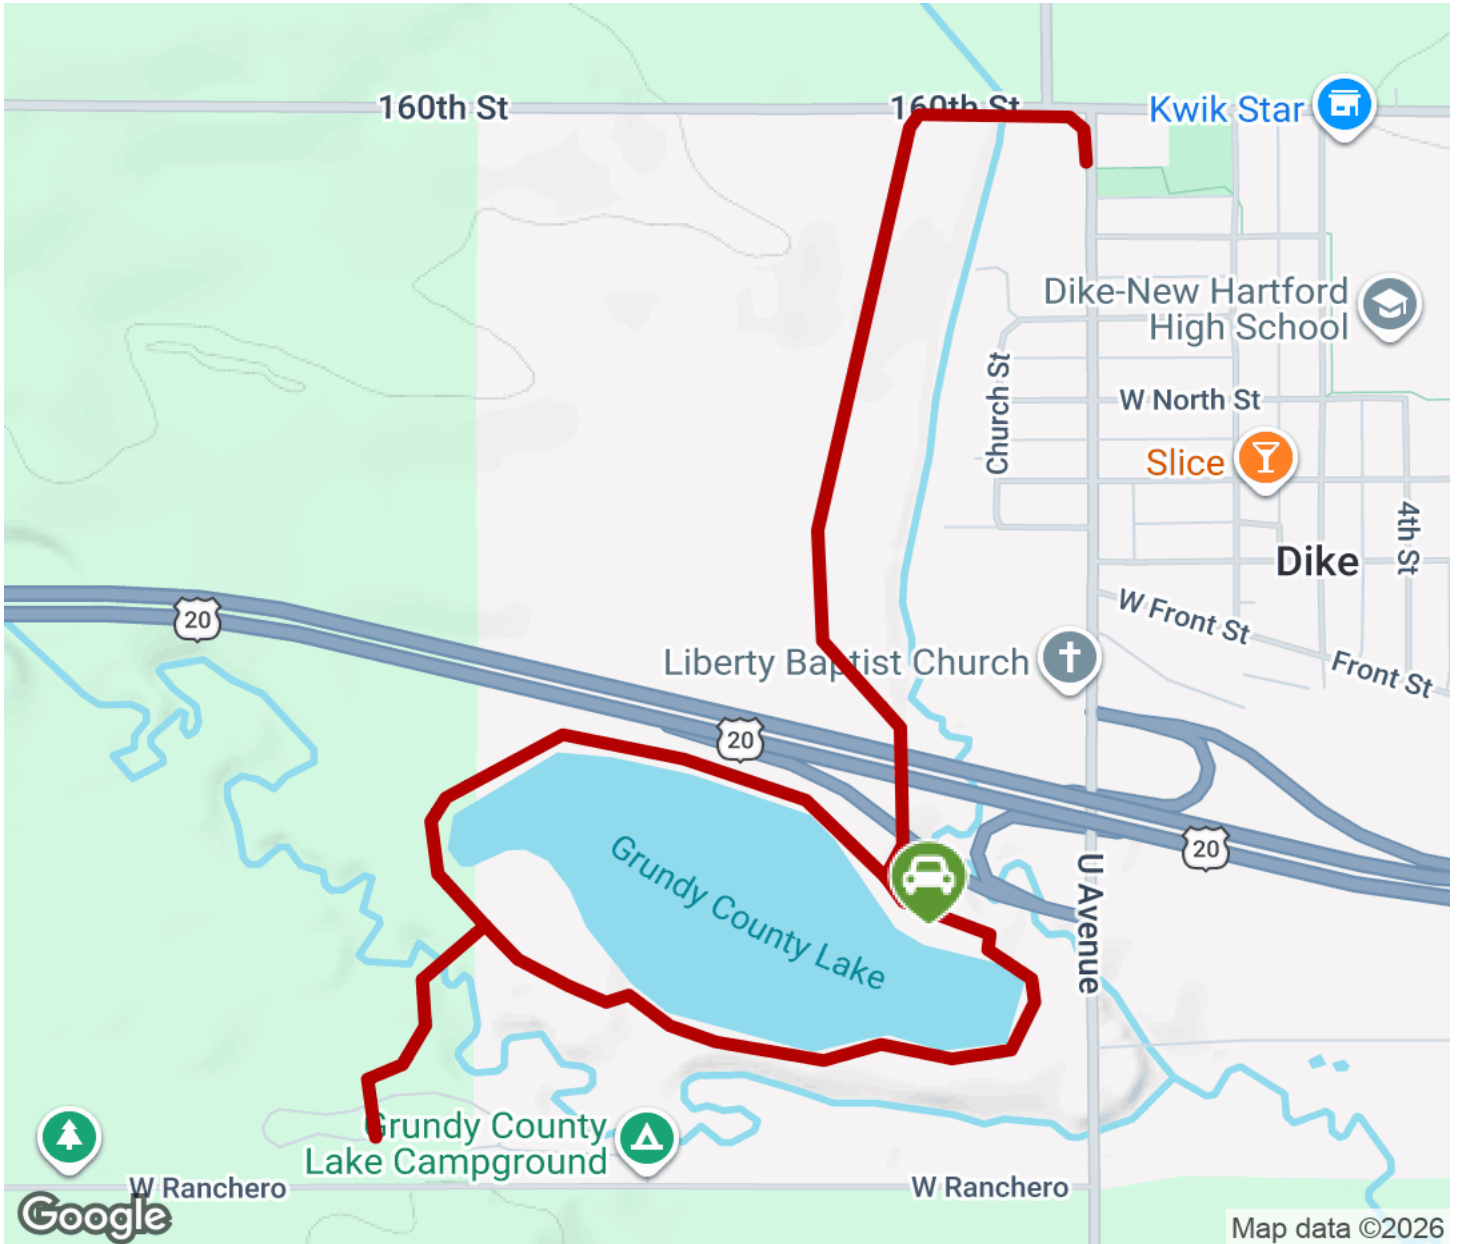 160th St
160th St
Kwik Star
Dike-New Hartford
High School
Church St
W North St
Slice
4th St
Dike
W Front St
Front St
20
Liberty Baptist Church
20
20
Grundy County Lake
U Avenue
Grundy County
Lake Campground
W Ranchero
W Ranchero
Google
Map data ©2026